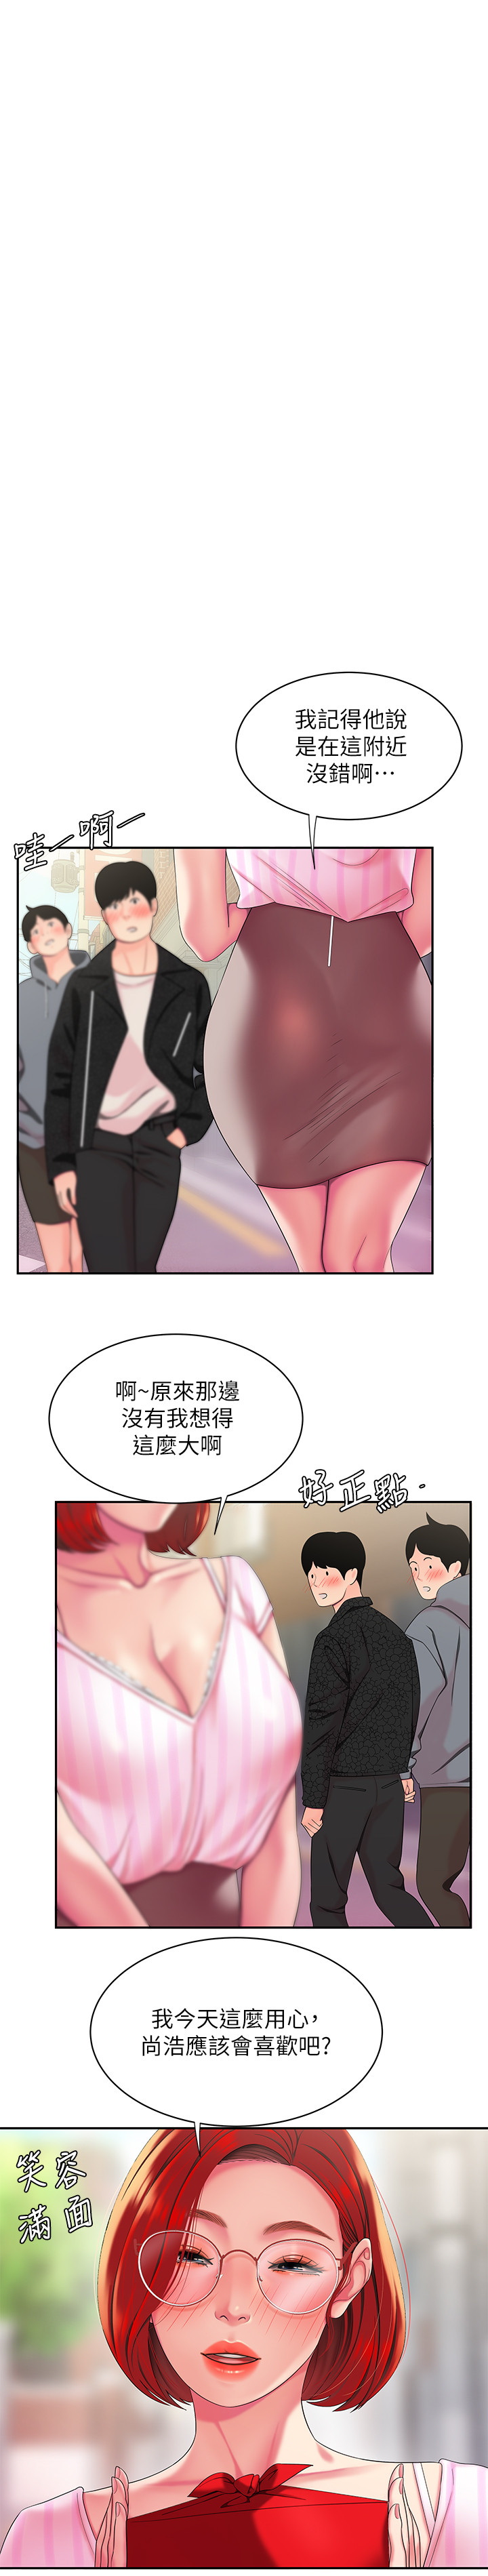 我記得他說
是在這附近
沒錯啊…
哇─啊─
啊~原來那邊
沒有我想得
這麼大啊
好正點·
我今天這麼用心，
尚浩應該會喜歡吧?
笑容
滿面